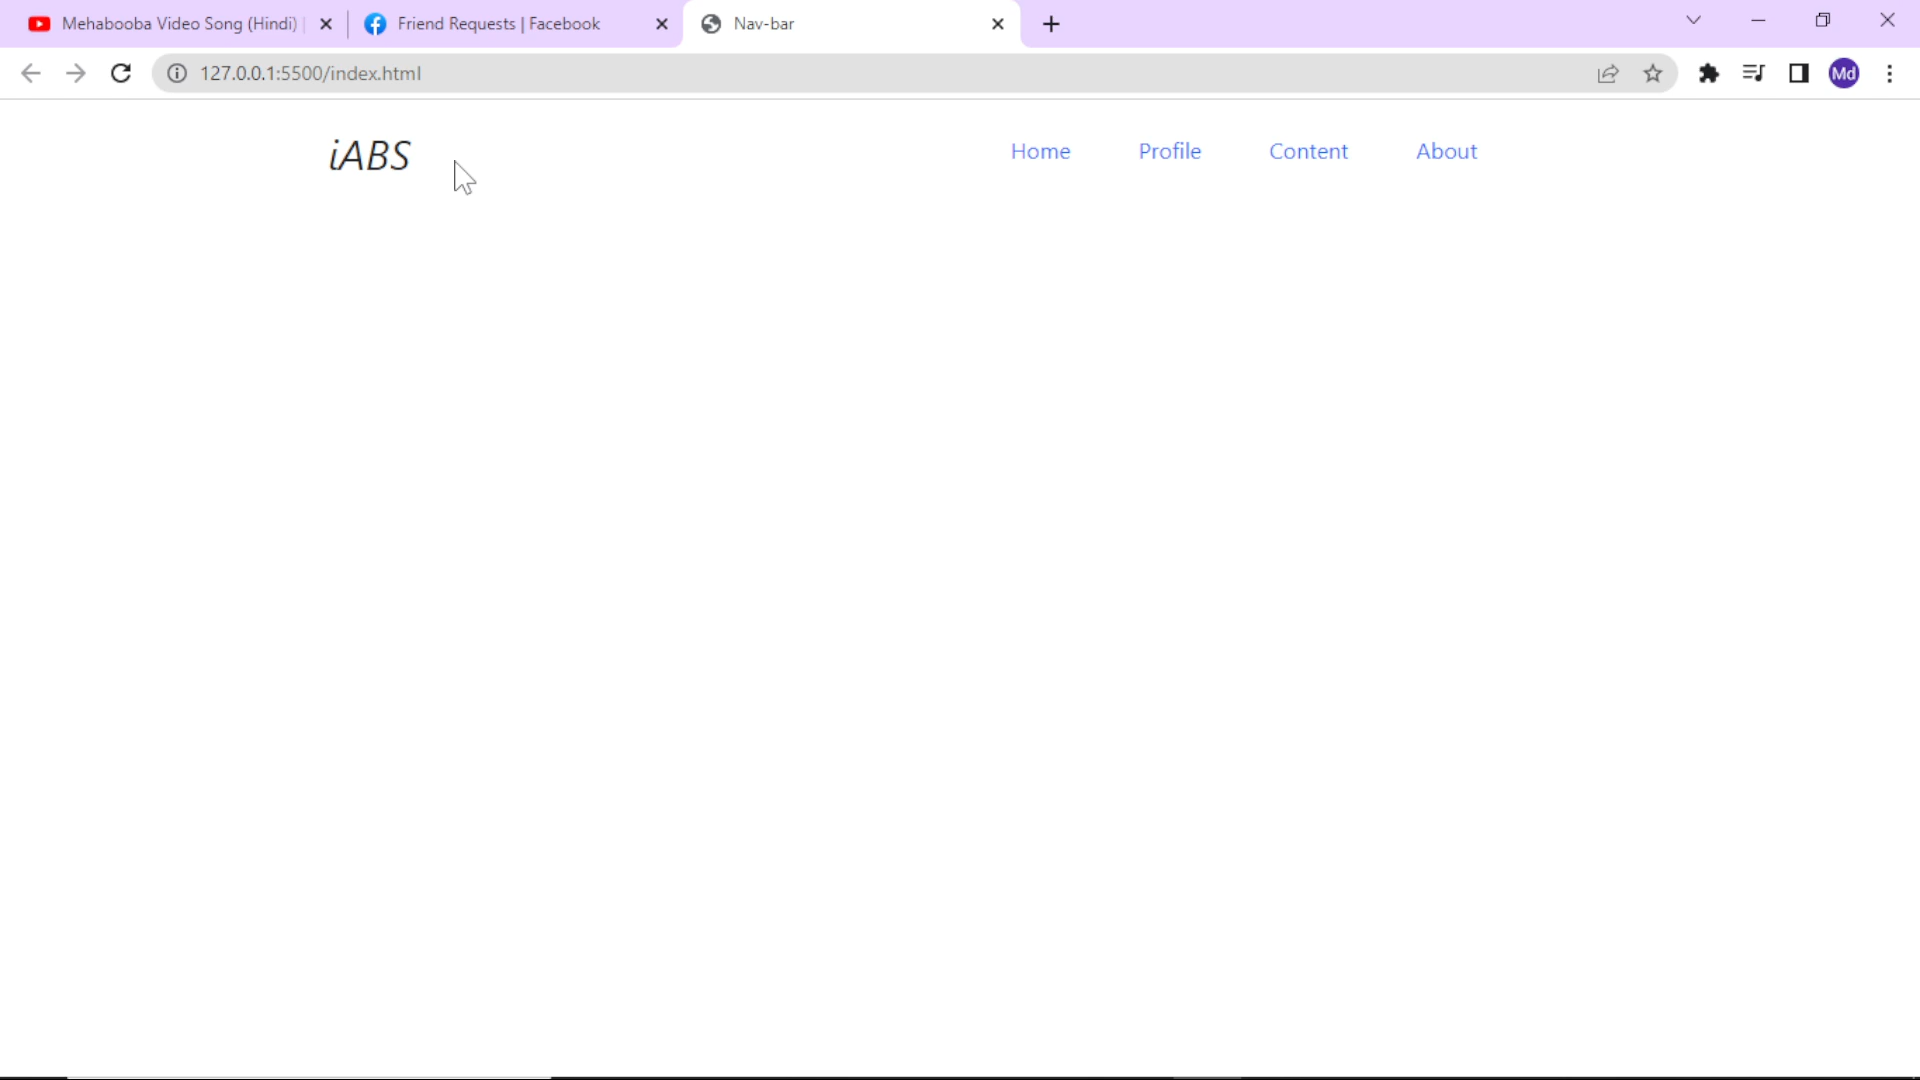 Mehabooba Video Song (Hindi) |
Friend Requests | Facebook
Nav-bar
127.0.0.1:5500/index.html
Md
iABS
Home
Profile
Content
About